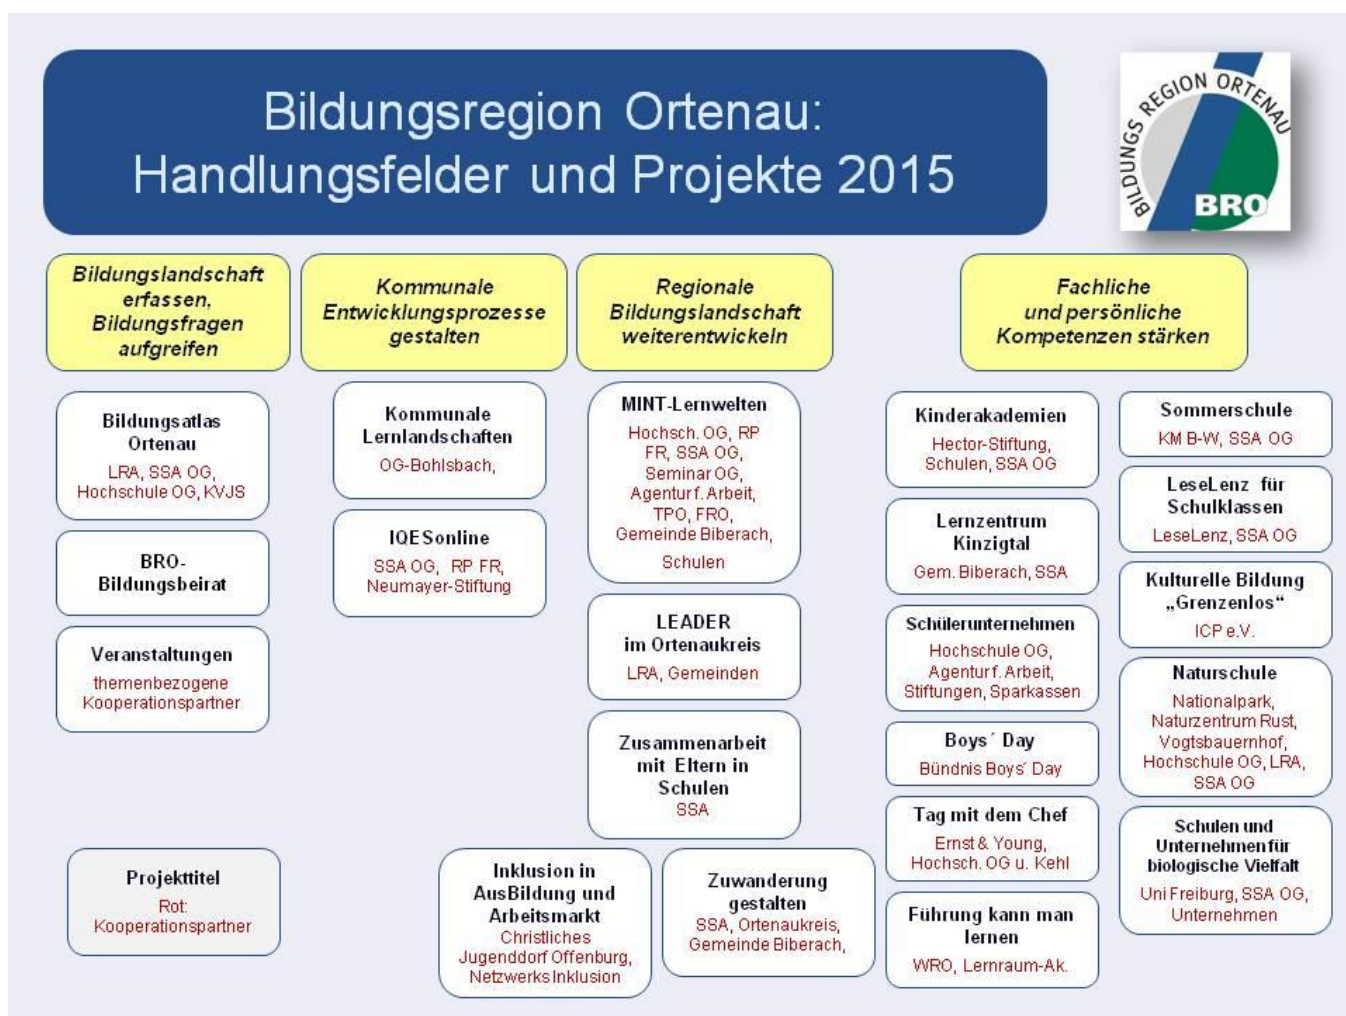 Bildungsregion Ortenau:
Handlungsfelder und Projekte 2015
BILDUNGS REGION ORTENAU
BRO
Bildungslandschaft
erfassen,
Bildungsfragen
aufgreifen
Kommunale
Entwicklungsprozesse
gestalten
Regionale
Bildungslandschaft
weiterentwickeln
Fachliche
und persönliche
Kompetenzen stärken
Bildungsatlas
Ortenau
LRA, SSA OG,
Hochschule OG, KVJS
BRO-
Bildungsbeirat
Veranstaltungen
themenbezogene
Kooperationspartner
Projekttitel
Rot:
Kooperationspartner
Kommunale
Lernlandschaften
OG-Bohlsbach,
IQESonline
SSA OG, RP FR,
Neumayer-Stiftung
MINT-Lernwelten
Hochsch. OG, RP
FR, SSA OG,
Seminar OG,
Agentur f. Arbeit,
TPO, FRO,
Gemeinde Biberach,
Schulen
LEADER
im Ortenaukreis
LRA, Gemeinden
Zusammenarbeit
mit Eltern in
Schulen
SSA
Inklusion in
AusBildung und
Arbeitsmarkt
Christliches
Jugenddorf Offenburg,
Netzwerks Inklusion
Zuwanderung
gestalten
SSA, Ortenaukreis,
Gemeinde Biberach,
Kinderakademien
Hector-Stiftung,
Schulen, SSA OG
Lernzentrum
Kinzigtal
Gem. Biberach, SSA
Schülerunternehmen
Hochschule OG,
Agentur f. Arbeit,
Stiftungen, Sparkassen
Boys´ Day
Bündnis Boys´ Day
Tag mit dem Chef
Ernst & Young,
Hochsch. OG u. Kehl
Führung kann man
lernen
WRO, Lernraum-Ak.
Sommerschule
KM B-W, SSA OG
LeseLenz für
Schulklassen
LeseLenz, SSA OG
Kulturelle Bildung
„Grenzenlos“
ICP e.V.
Naturschule
Nationalpark,
Naturzentrum Rust,
Vogtsbauernhof,
Hochschule OG, LRA,
SSA OG
Schulen und
Unternehmen für
biologische Vielfalt
Uni Freiburg, SSA OG,
Unternehmen